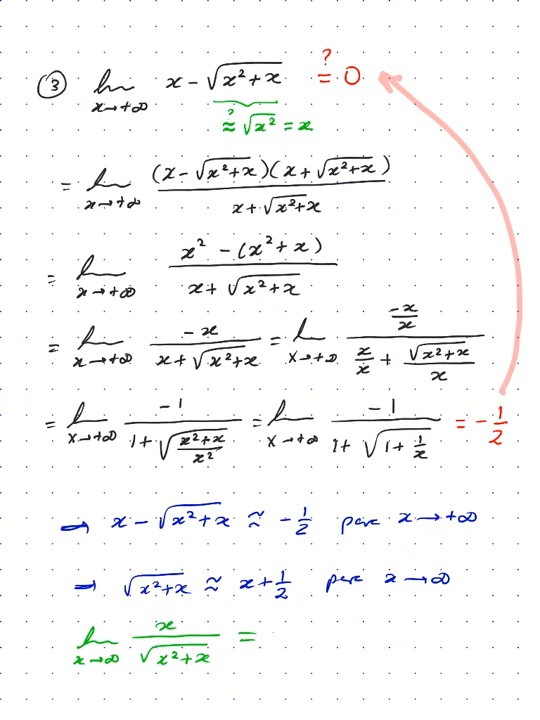 ③ lim x→+∞ x − √(x²+x) ?= 0
?≈ √x² = x
= lim x→+∞ (x − √(x²+x))(x + √(x²+x)) / (x + √(x²+x))
= lim x→+∞ (x² − (x²+x)) / (x + √(x²+x))
= lim x→+∞ −x / (x + √(x²+x)) = lim x→+∞ (−x/x) / (x/x + √(x²+x)/x)
= lim x→+∞ −1 / (1 + √((x²+x)/x²)) = lim x→+∞ −1 / (1 + √(1 + 1/x)) = −1/2
⇒ x − √(x²+x) ≈ −1/2 para x→+∞
⇒ √(x²+x) ≈ x + 1/2 para x→∞
lim x→∞ x / √(x²+x) =